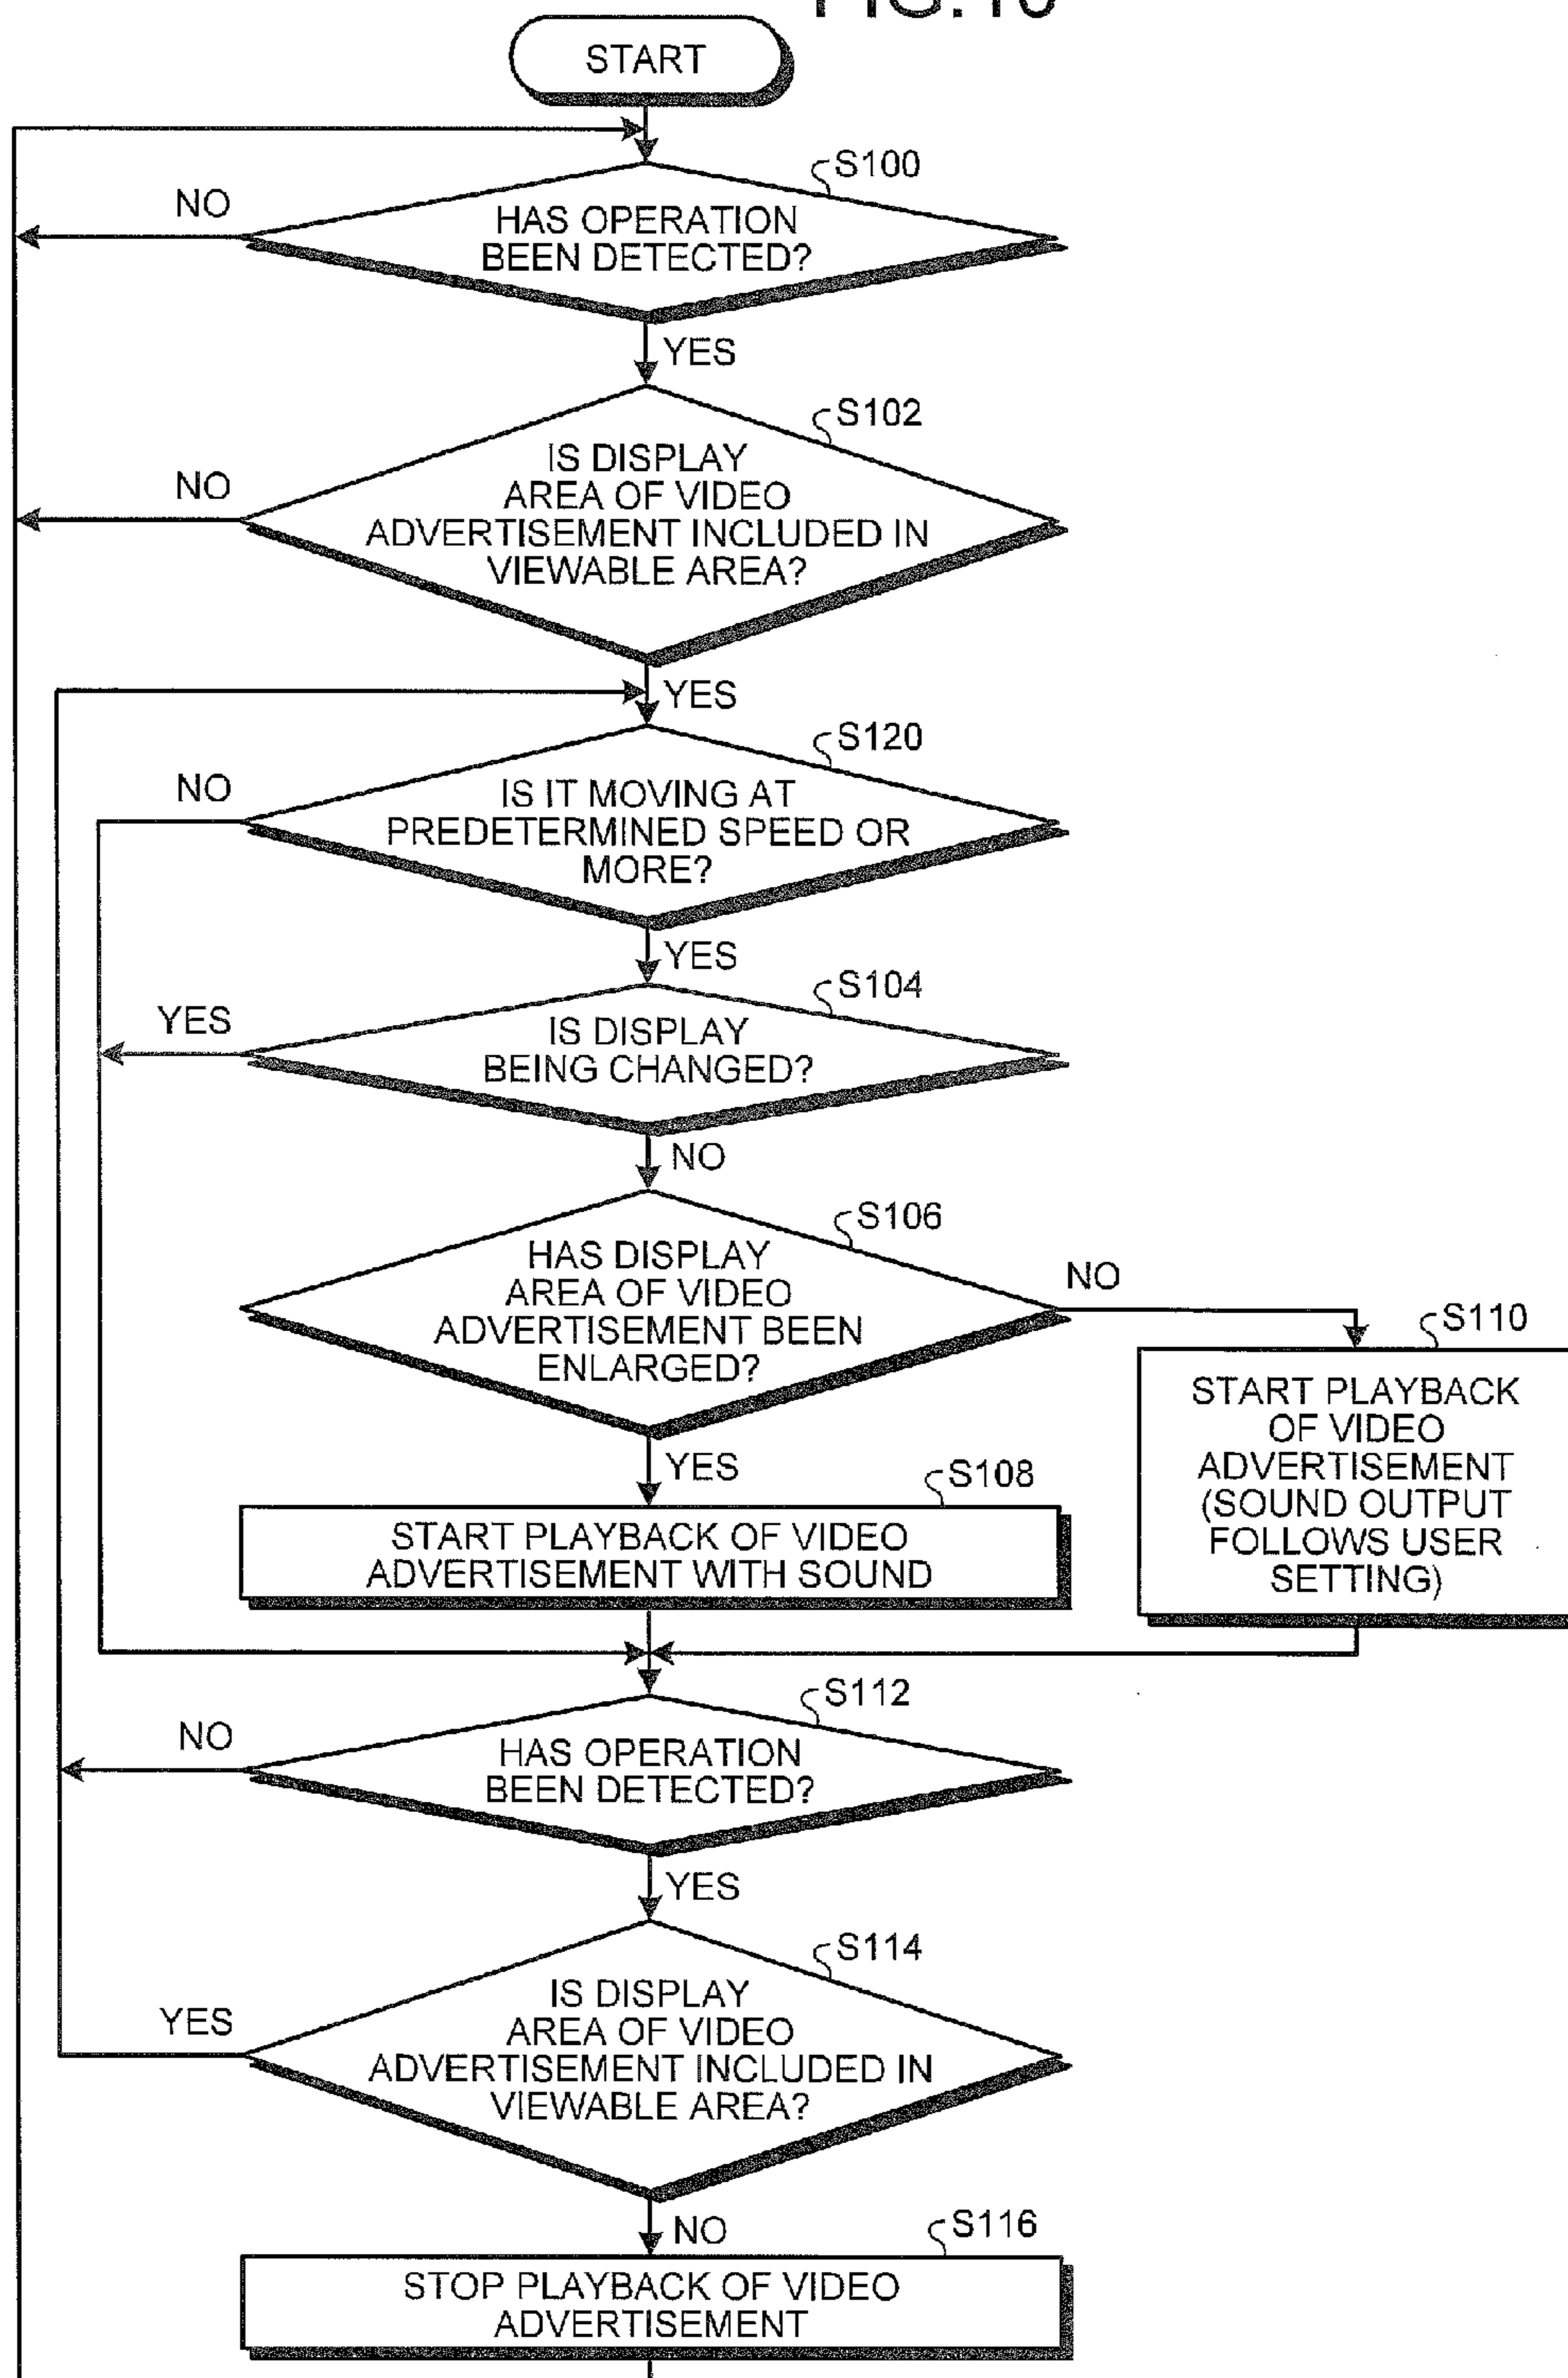 FIG.10
START
S100
NO
HAS OPERATION
BEEN DETECTED?
YES
S102
IS DISPLAY
AREA OF VIDEO
ADVERTISEMENT INCLUDED IN
VIEWABLE AREA?
NO
YES
S120
NO
IS IT MOVING AT
PREDETERMINED SPEED OR
MORE?
YES
S104
YES
IS DISPLAY
BEING CHANGED?
NO
S106
HAS DISPLAY
AREA OF VIDEO
ADVERTISEMENT BEEN
ENLARGED?
NO
S110
START PLAYBACK
OF VIDEO
ADVERTISEMENT
(SOUND OUTPUT
FOLLOWS USER
SETTING)
YES
S108
START PLAYBACK OF VIDEO
ADVERTISEMENT WITH SOUND
S112
NO
HAS OPERATION
BEEN DETECTED?
YES
S114
YES
IS DISPLAY
AREA OF VIDEO
ADVERTISEMENT INCLUDED IN
VIEWABLE AREA?
NO
S116
STOP PLAYBACK OF VIDEO
ADVERTISEMENT